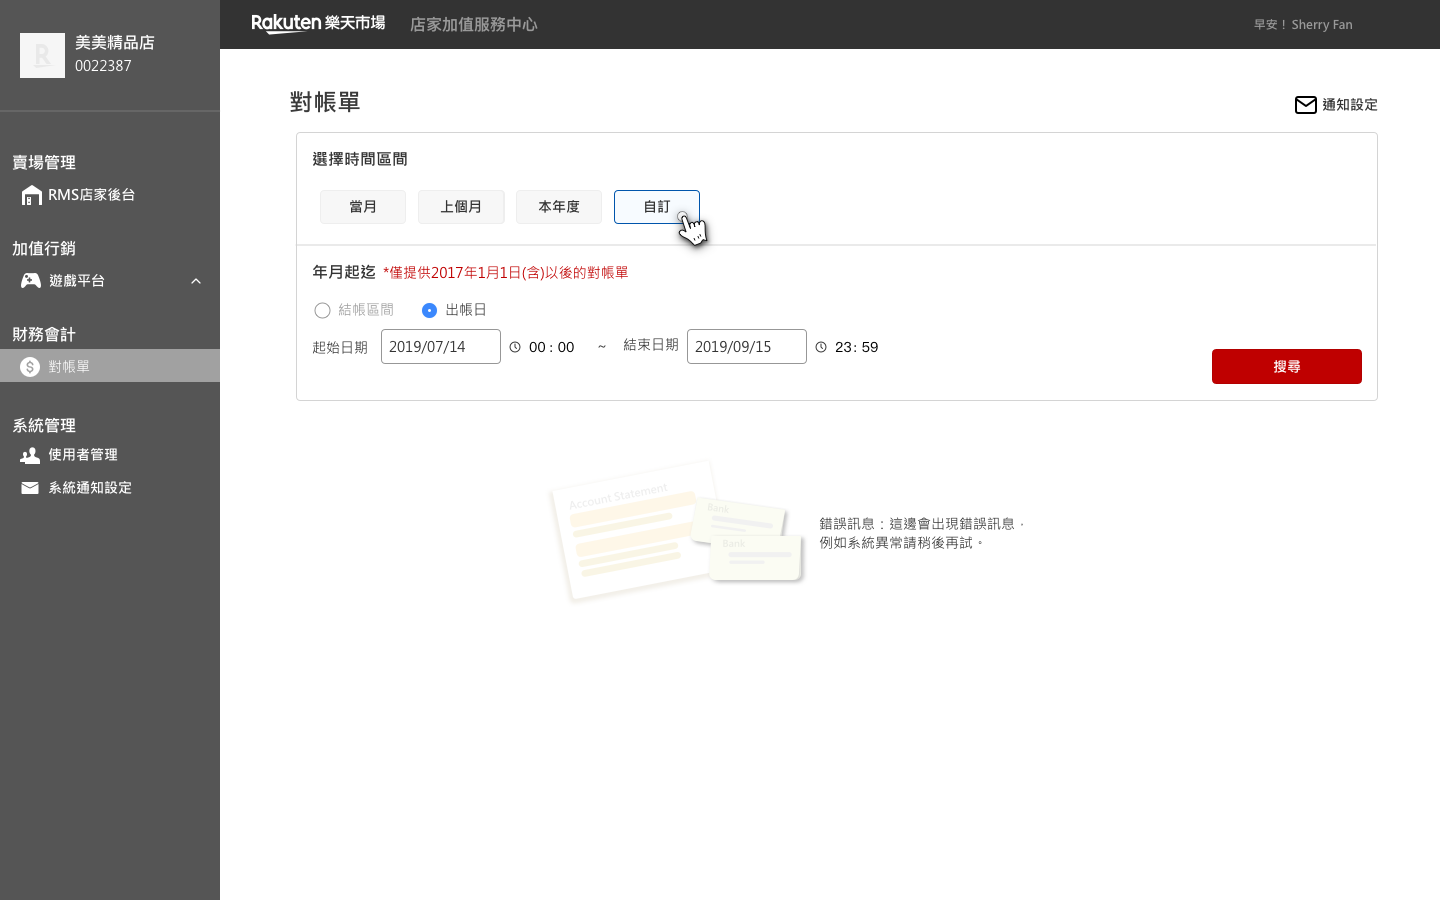 美美精品店
0022387
賣場管理
RMS店家後台
加值行銷
遊戲平台
財務會計
對帳單
系統管理
使用者管理
系統通知設定
Rakuten 樂天市場
店家加值服務中心
早安！Sherry Fan
對帳單
通知設定
選擇時間區間
當月
上個月
本年度
自訂
年月起迄 *僅提供2017年1月1日(含)以後的對帳單
結帳區間
出帳日
起始日期 2019/07/14 00 : 00 ~ 結束日期 2019/09/15 23 : 59
搜尋
Account Statement
Bank
Bank
錯誤訊息：這邊會出現錯誤訊息，
例如系統異常請稍後再試。